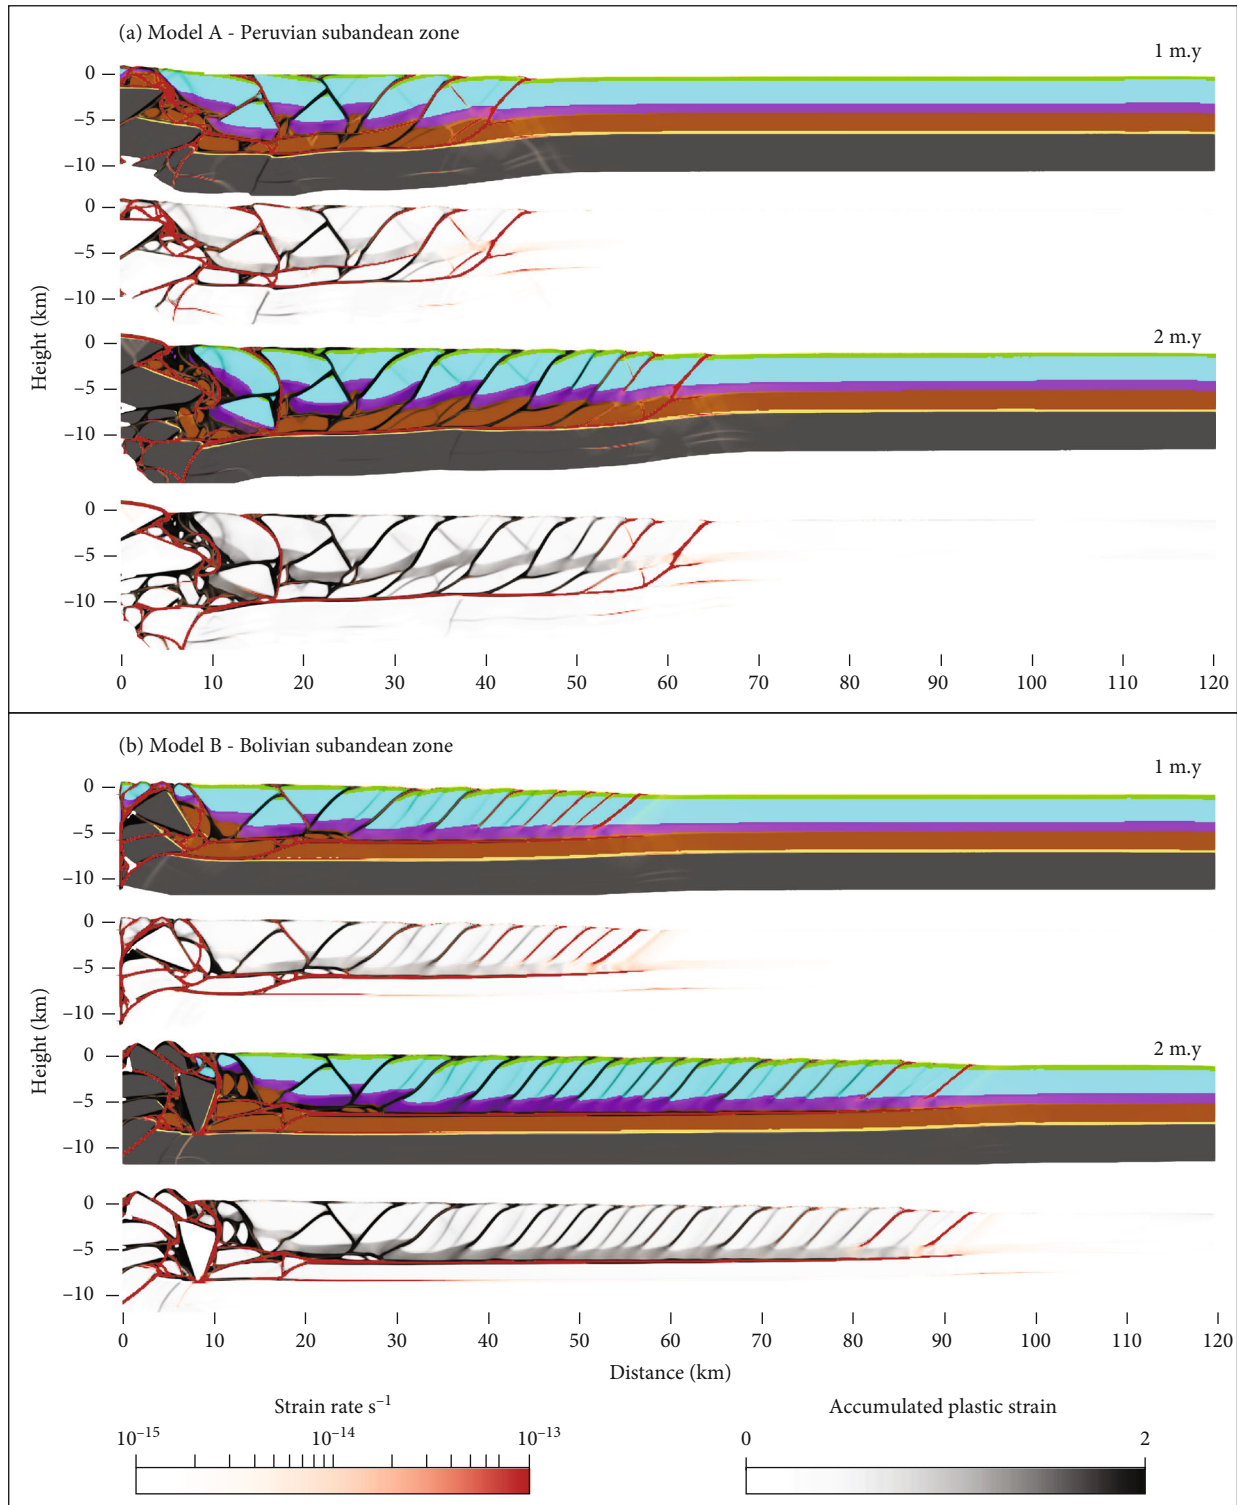 (a) Model A - Peruvian subandean zone
1 m.y
0
−5
−10
0
−5
−10
2 m.y
0
−5
−10
0
−5
−10
Height (km)
0 10 20 30 40 50 60 70 80 90 100 110 120
(b) Model B - Bolivian subandean zone
1 m.y
0
−5
−10
0
−5
−10
2 m.y
0
−5
−10
0
−5
−10
Height (km)
0 10 20 30 40 50 60 70 80 90 100 110 120
Distance (km)
Strain rate s⁻¹
10⁻¹⁵ 10⁻¹⁴ 10⁻¹³
Accumulated plastic strain
0 2